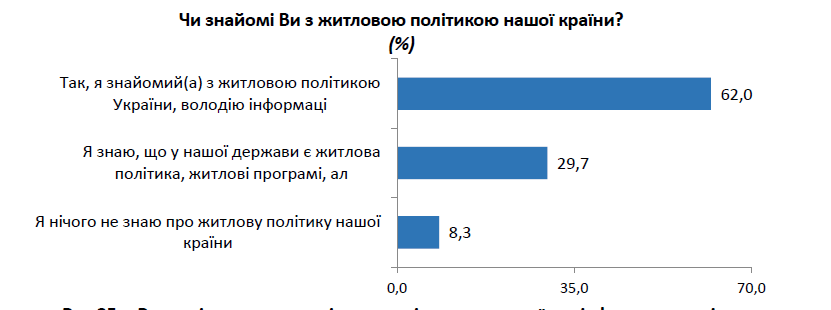 Чи знайомі Ви з житловою політикою нашої країни?
(%)
Так, я знайомий(а) з житловою політикою
України, володію інформаці
62,0
Я знаю, що у нашої держави є житлова
політика, житлові програмі, ал
29,7
Я нічого не знаю про житлову політику нашої
країни
8,3
0,0 35,0 70,0